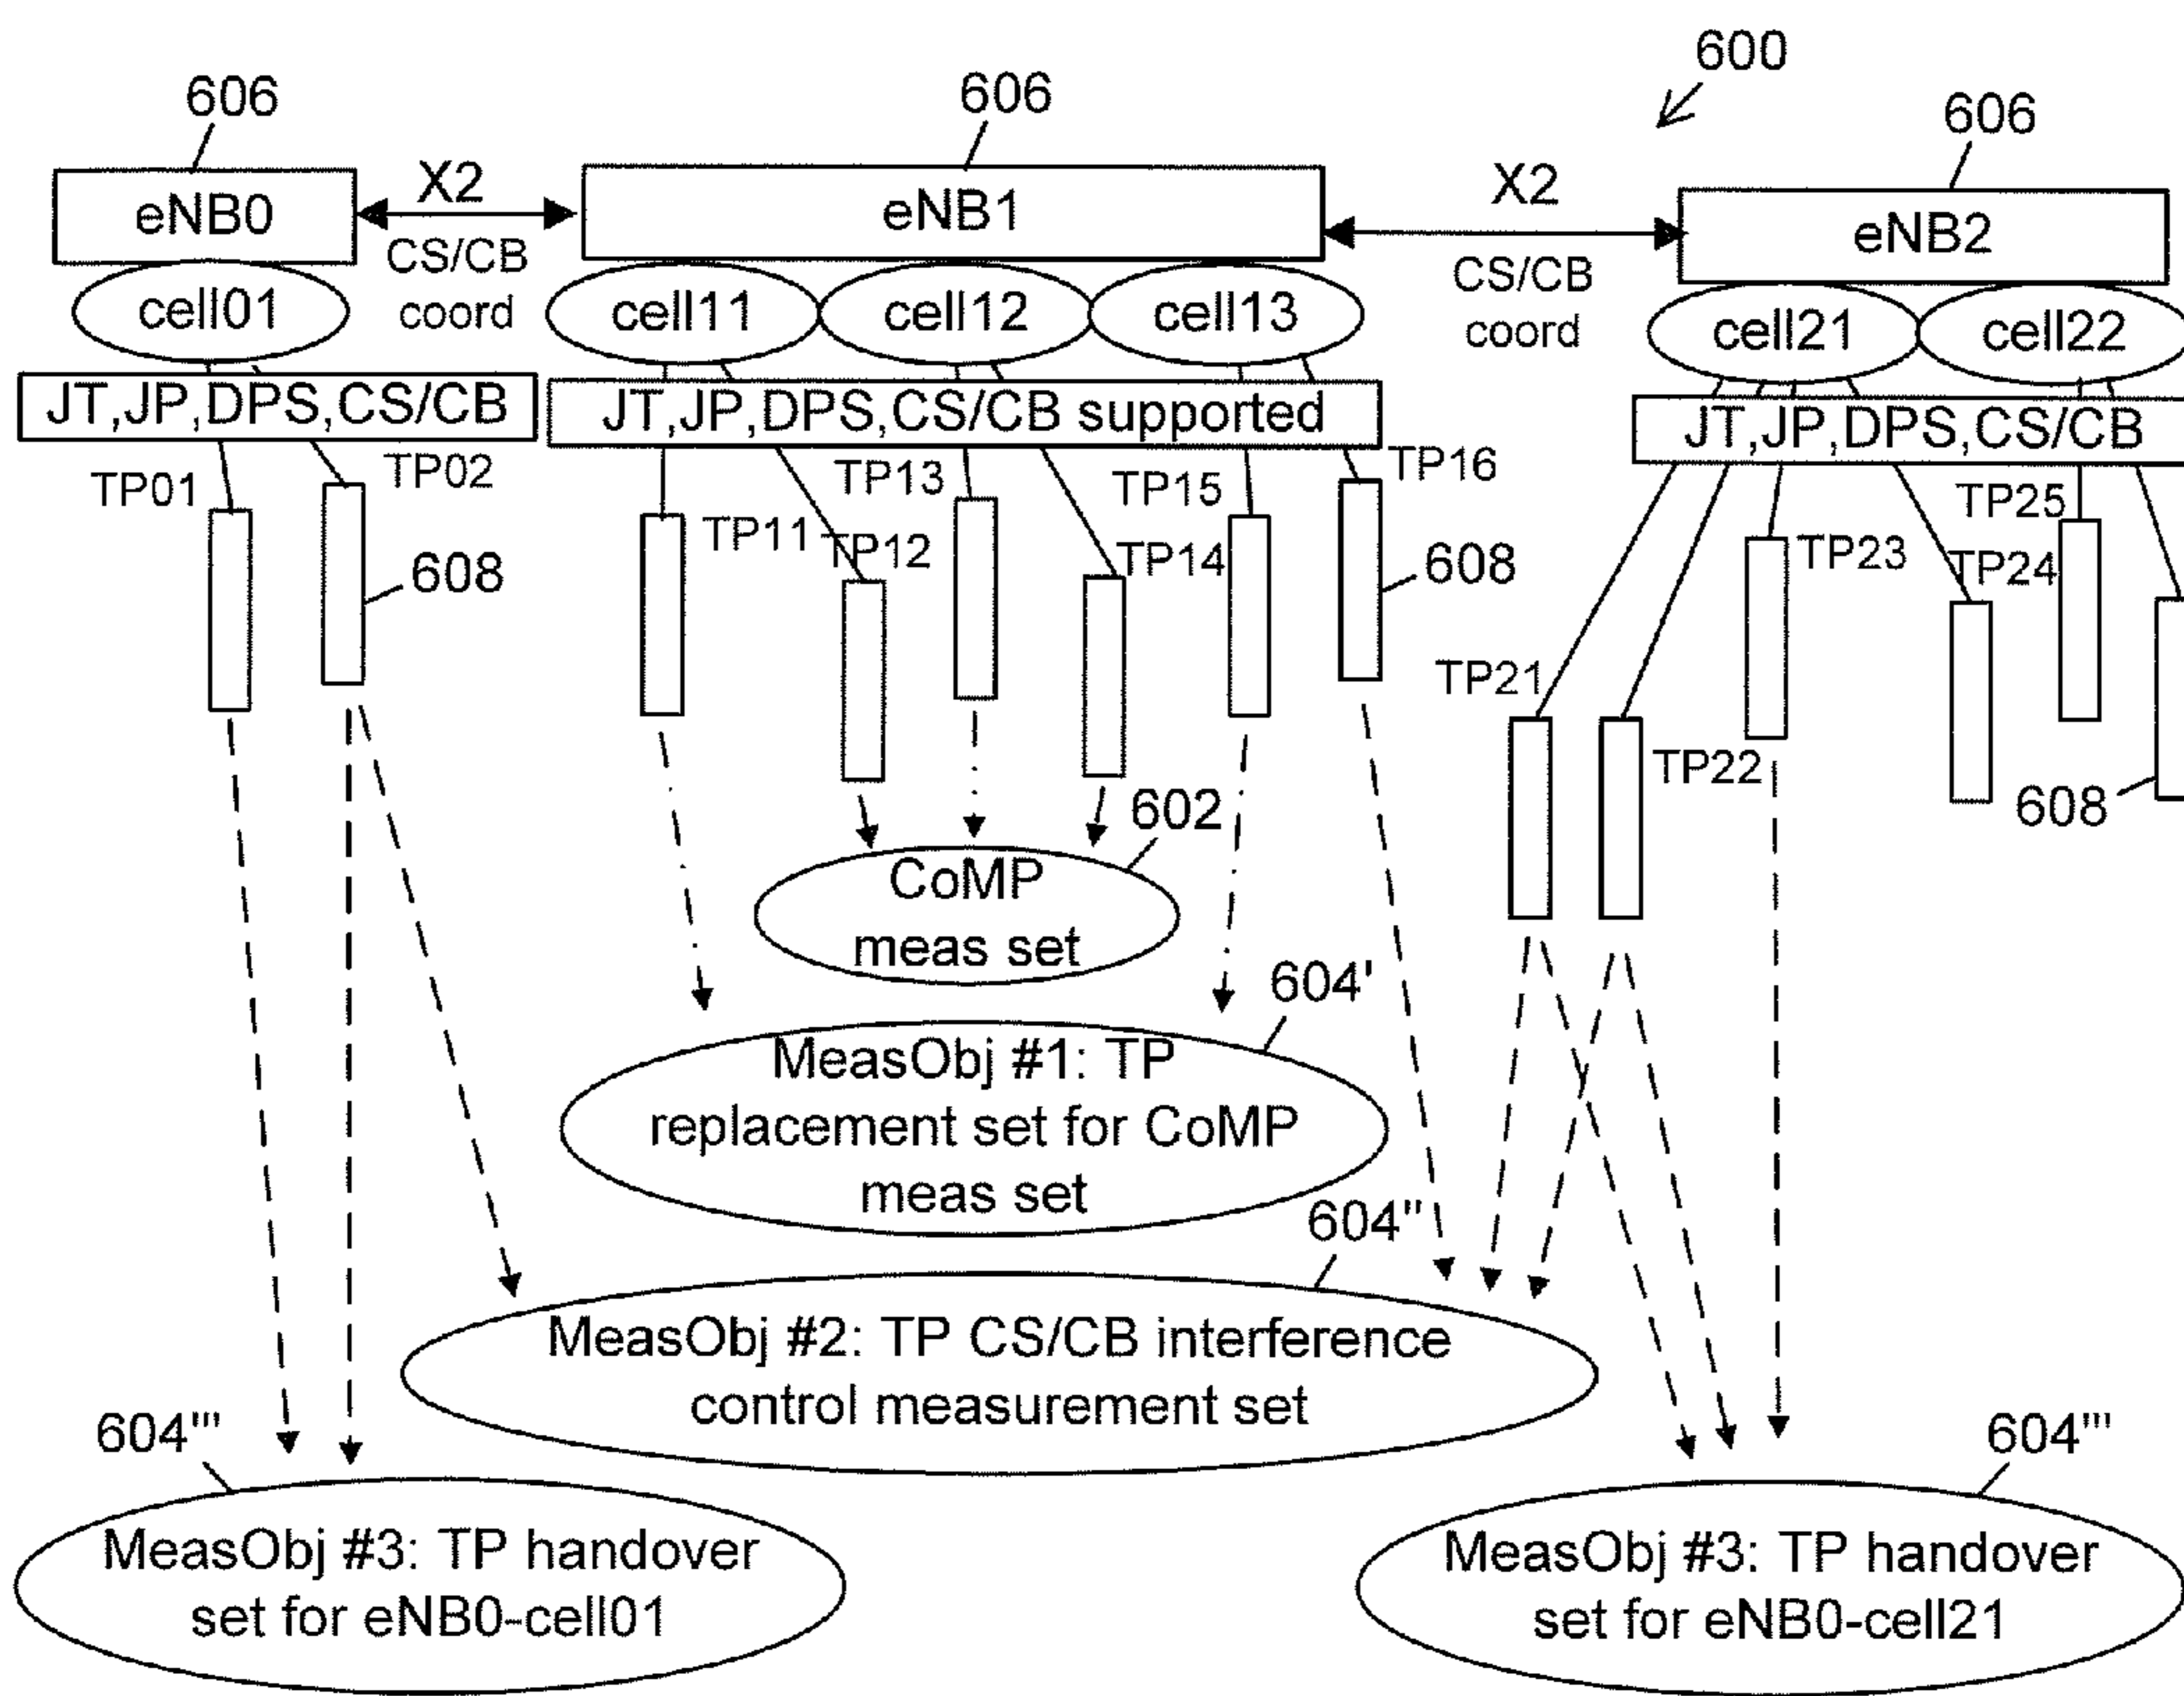 600
606
606
606
eNB0
X2
CS/CB
coord
eNB1
X2
CS/CB
coord
eNB2
cell01
cell11
cell12
cell13
cell21
cell22
JT,JP,DPS,CS/CB
JT,JP,DPS,CS/CB supported
JT,JP,DPS,CS/CB
TP01
TP02
TP11
TP12
TP13
TP14
TP15
TP16
TP21
TP22
TP23
TP24
TP25
608
608
608
602
CoMP
meas set
604'
MeasObj #1: TP
replacement set for CoMP
meas set
604''
MeasObj #2: TP CS/CB interference
control measurement set
604'''
MeasObj #3: TP handover
set for eNB0-cell01
604'''
MeasObj #3: TP handover
set for eNB0-cell21